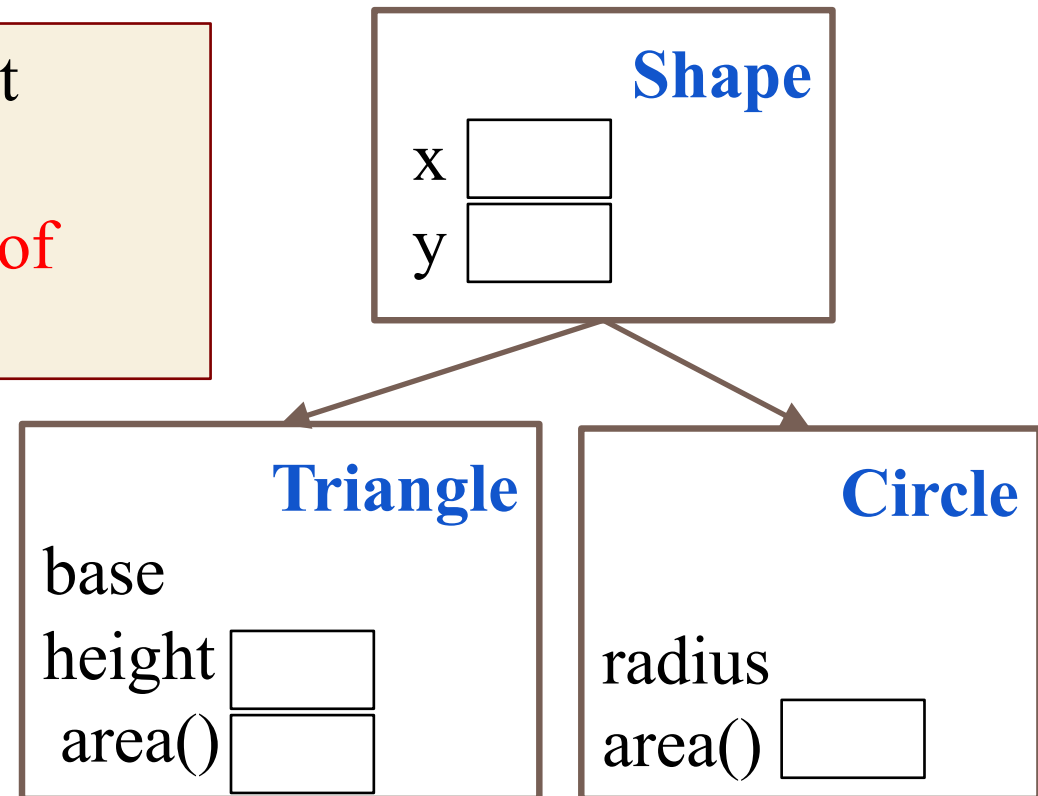 t
of
Shape
x
y
Triangle
base
height
area()
Circle
radius
area()